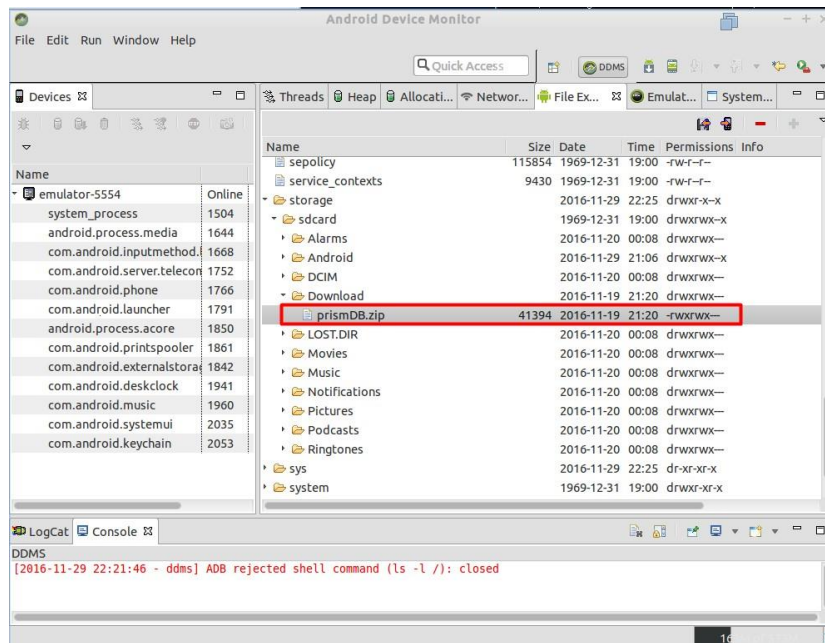 Android Device Monitor
File Edit Run Window Help
Quick Access
DDMS
Devices
Threads Heap Allocati... Networ... File Ex... Emulat... System...
Name
emulator-5554 Online
system_process 1504
android.process.media 1644
com.android.inputmethod. 1668
com.android.server.telecon 1752
com.android.phone 1766
com.android.launcher 1791
android.process.acore 1850
com.android.printspooler 1861
com.android.externalstora 1842
com.android.deskclock 1941
com.android.music 1960
com.android.systemui 2035
com.android.keychain 2053
Name Size Date Time Permissions Info
sepolicy 115854 1969-12-31 19:00 -rw-r--r--
service_contexts 9430 1969-12-31 19:00 -rw-r--r--
storage 2016-11-29 22:25 drwxr-x--x
sdcard 1969-12-31 19:00 drwxrwx--x
Alarms 2016-11-20 00:08 drwxrwx---
Android 2016-11-29 21:06 drwxrwx--x
DCIM 2016-11-20 00:08 drwxrwx---
Download 2016-11-19 21:20 drwxrwx---
prismDB.zip 41394 2016-11-19 21:20 -rwxrwx---
LOST.DIR 2016-11-20 00:08 drwxrwx---
Movies 2016-11-20 00:08 drwxrwx---
Music 2016-11-20 00:08 drwxrwx---
Notifications 2016-11-20 00:08 drwxrwx---
Pictures 2016-11-20 00:08 drwxrwx---
Podcasts 2016-11-20 00:08 drwxrwx---
Ringtones 2016-11-20 00:08 drwxrwx---
sys 2016-11-29 22:25 dr-xr-xr-x
system 1969-12-31 19:00 drwxr-xr-x
LogCat Console
DDMS
[2016-11-29 22:21:46 - ddms] ADB rejected shell command (ls -l /): closed